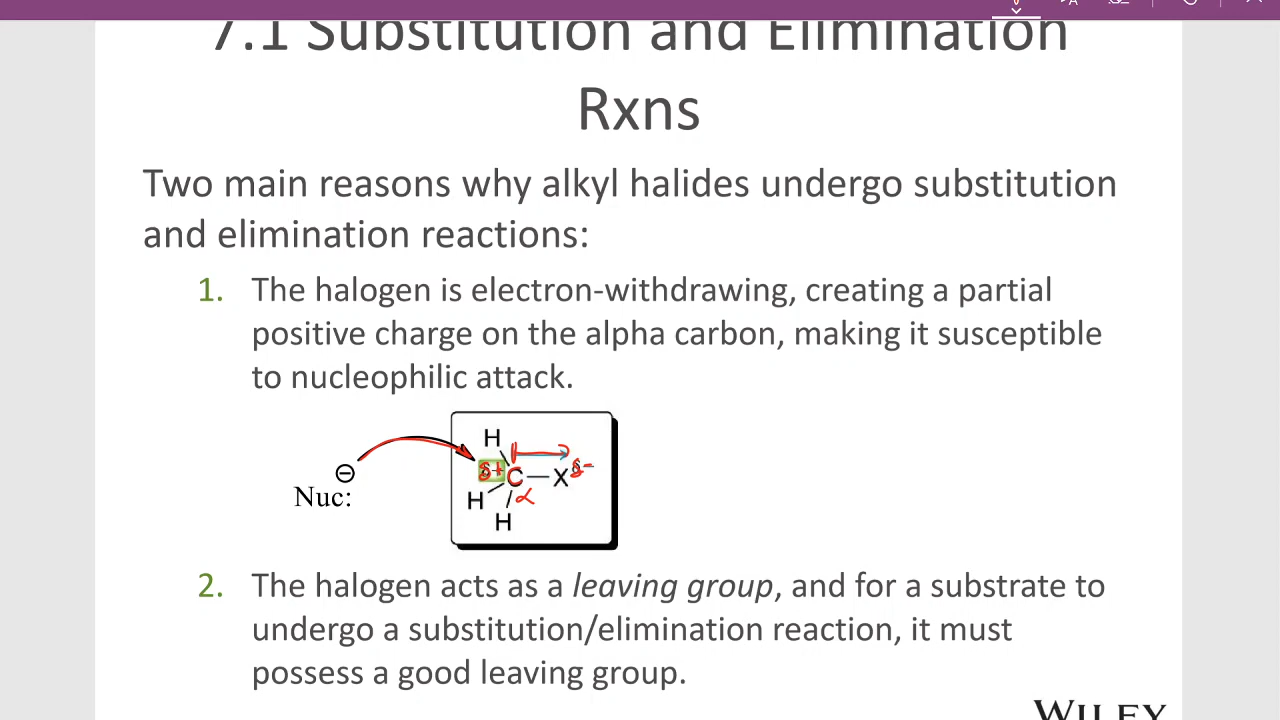 7.1 Substitution and Elimination
Rxns
Two main reasons why alkyl halides undergo substitution
and elimination reactions:
1. The halogen is electron-withdrawing, creating a partial
positive charge on the alpha carbon, making it susceptible
to nucleophilic attack.
H
⊖
δ+ C — X δ-
Nuc:
H
α
H
2. The halogen acts as a leaving group, and for a substrate to
undergo a substitution/elimination reaction, it must
possess a good leaving group.
WILEY